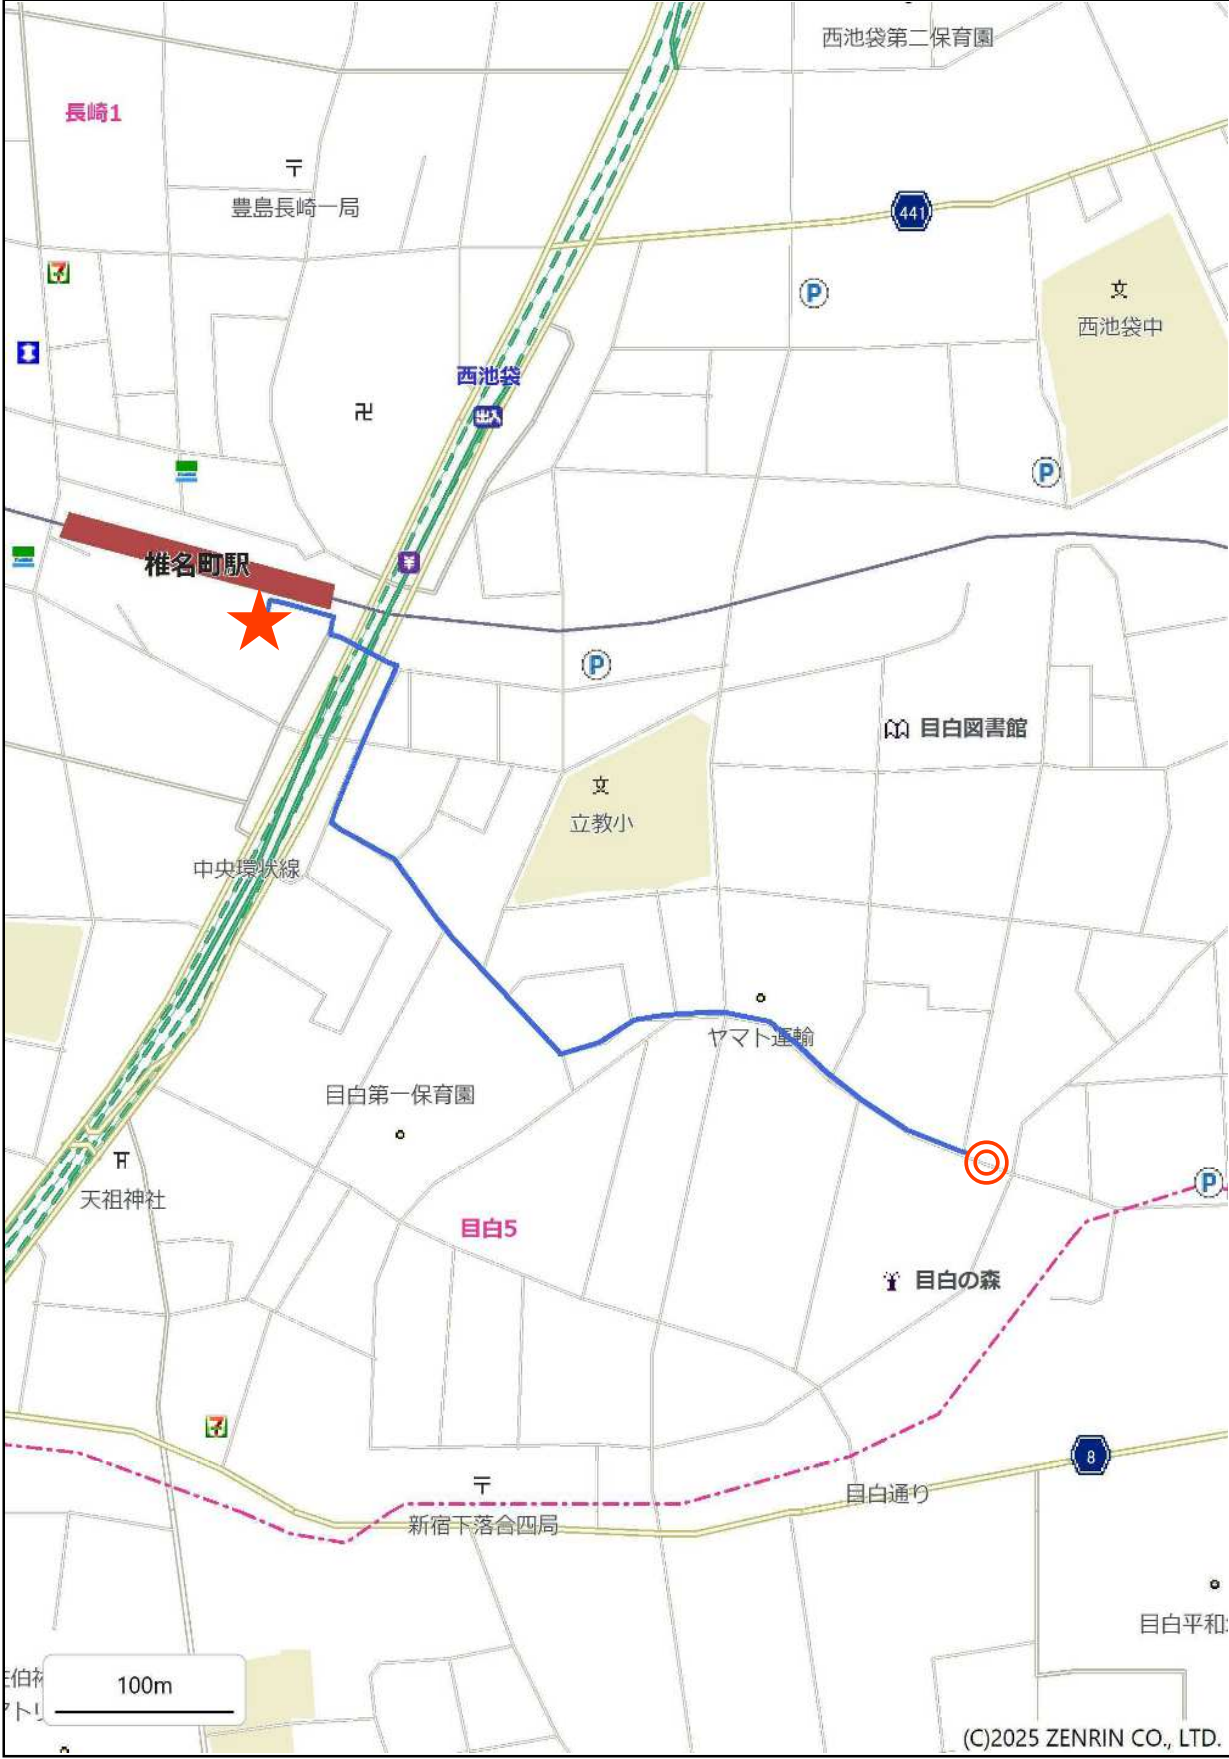 西池袋第二保育園
長崎1
〒
豊島長崎一局
441
7
P
文
西池袋中
西池袋
出入
卍
P
¥
椎名町駅
P
目白図書館
文
立教小
中央環状線
ヤマト運輸
目白第一保育園
天祖神社
P
目白5
目白の森
7
8
〒
目白通り
新宿下落合四局
目白平和
100m
(C)2025 ZENRIN CO., LTD.